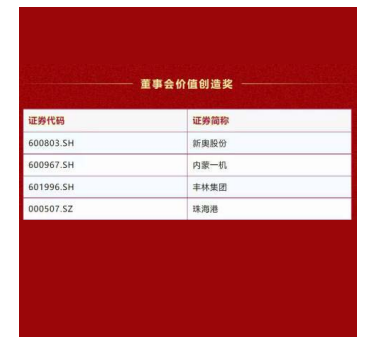 董事会价值创造奖
证券代码 证券简称
600803.SH 新奥股份
600967.SH 内蒙一机
601996.SH 丰林集团
000507.SZ 珠海港